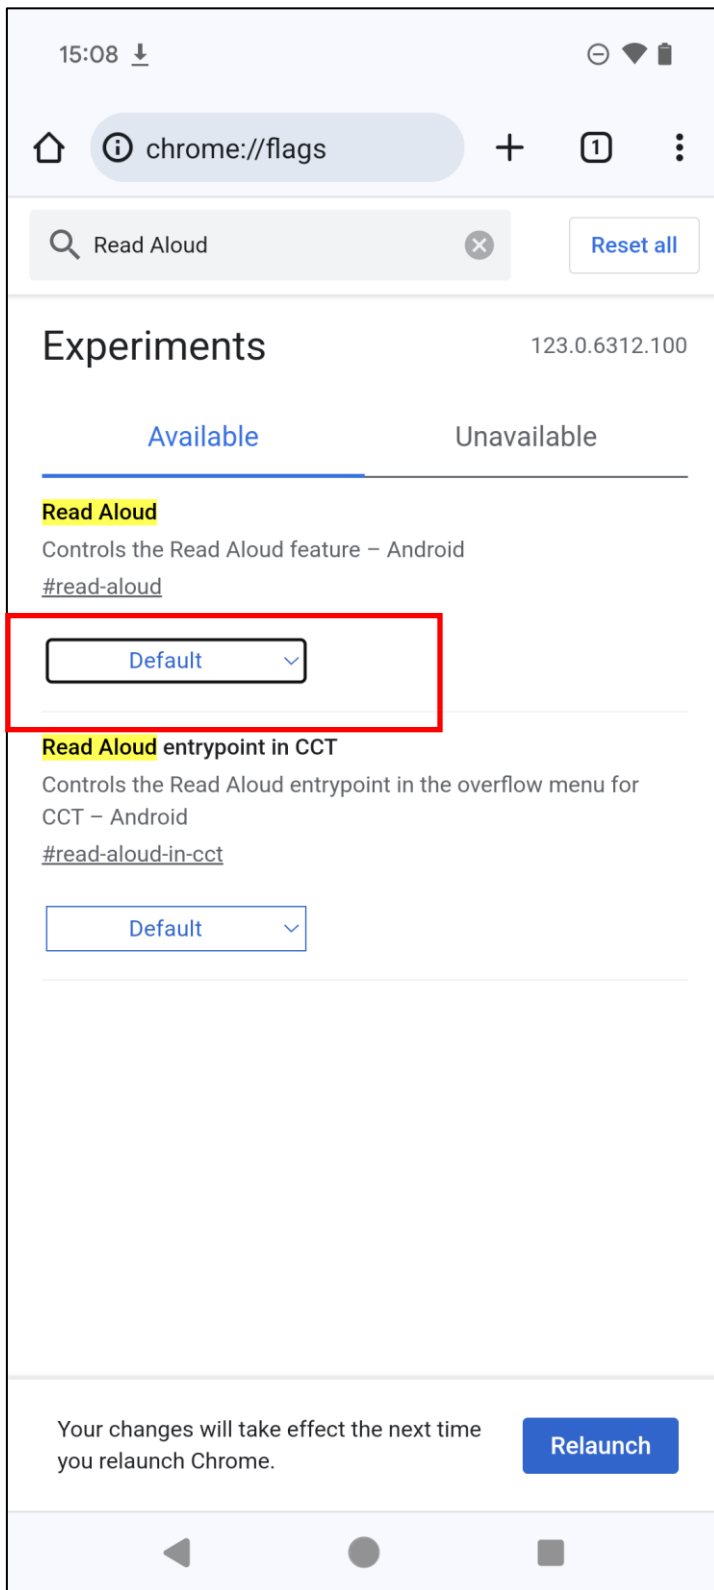 15:08
chrome://flags
1
Read Aloud
Reset all
Experiments
123.0.6312.100
Available
Unavailable
Read Aloud
Controls the Read Aloud feature – Android
#read-aloud
Default
Read Aloud entrypoint in CCT
Controls the Read Aloud entrypoint in the overflow menu for
CCT – Android
#read-aloud-in-cct
Default
Your changes will take effect the next time
you relaunch Chrome.
Relaunch